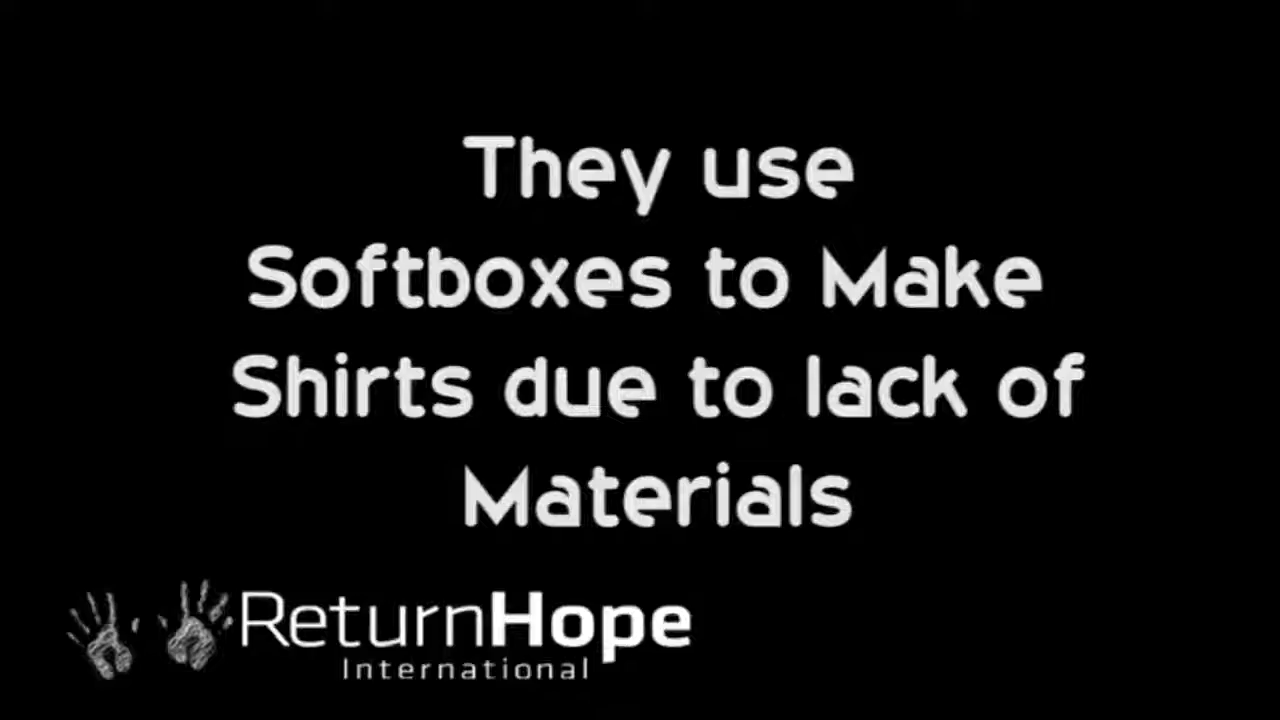 They use
Softboxes to Make
Shirts due to lack of
Materials
ReturnHope
International